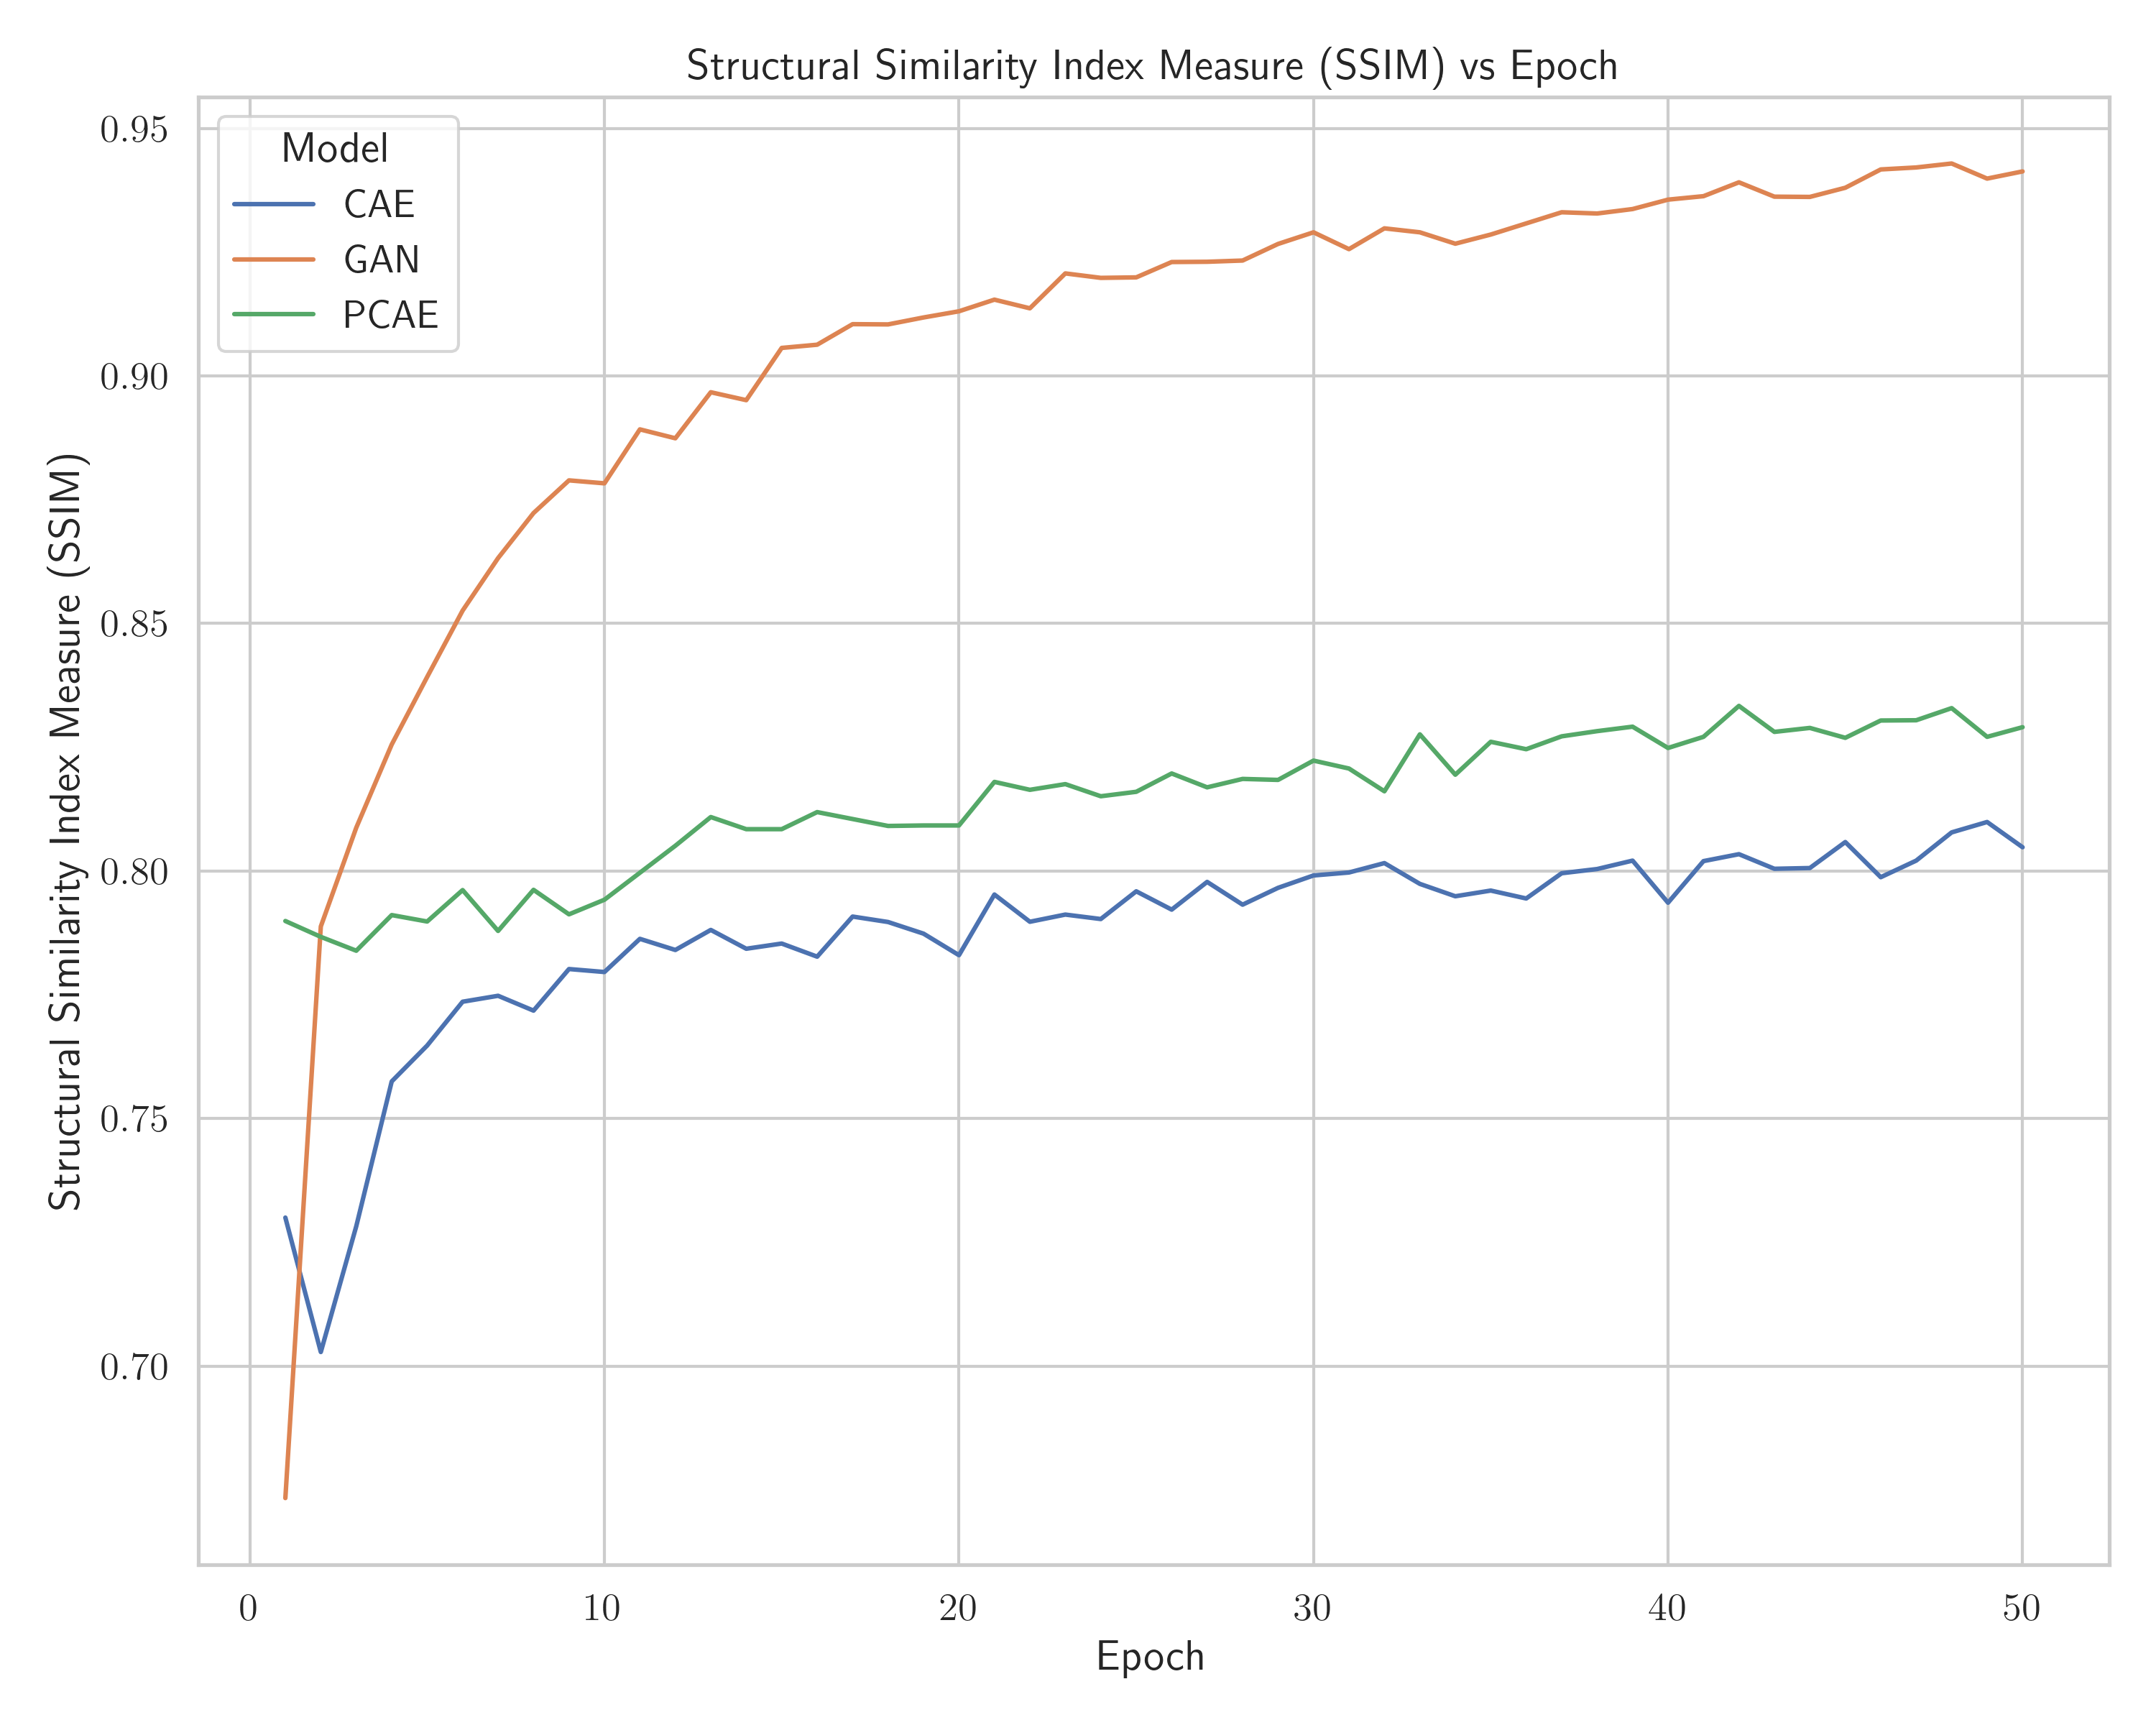 Structural Similarity Index Measure (SSIM) vs Epoch
Model
CAE
GAN
PCAE
Structural Similarity Index Measure (SSIM)
0.95
0.90
0.85
0.80
0.75
0.70
0 10 20 30 40 50
Epoch